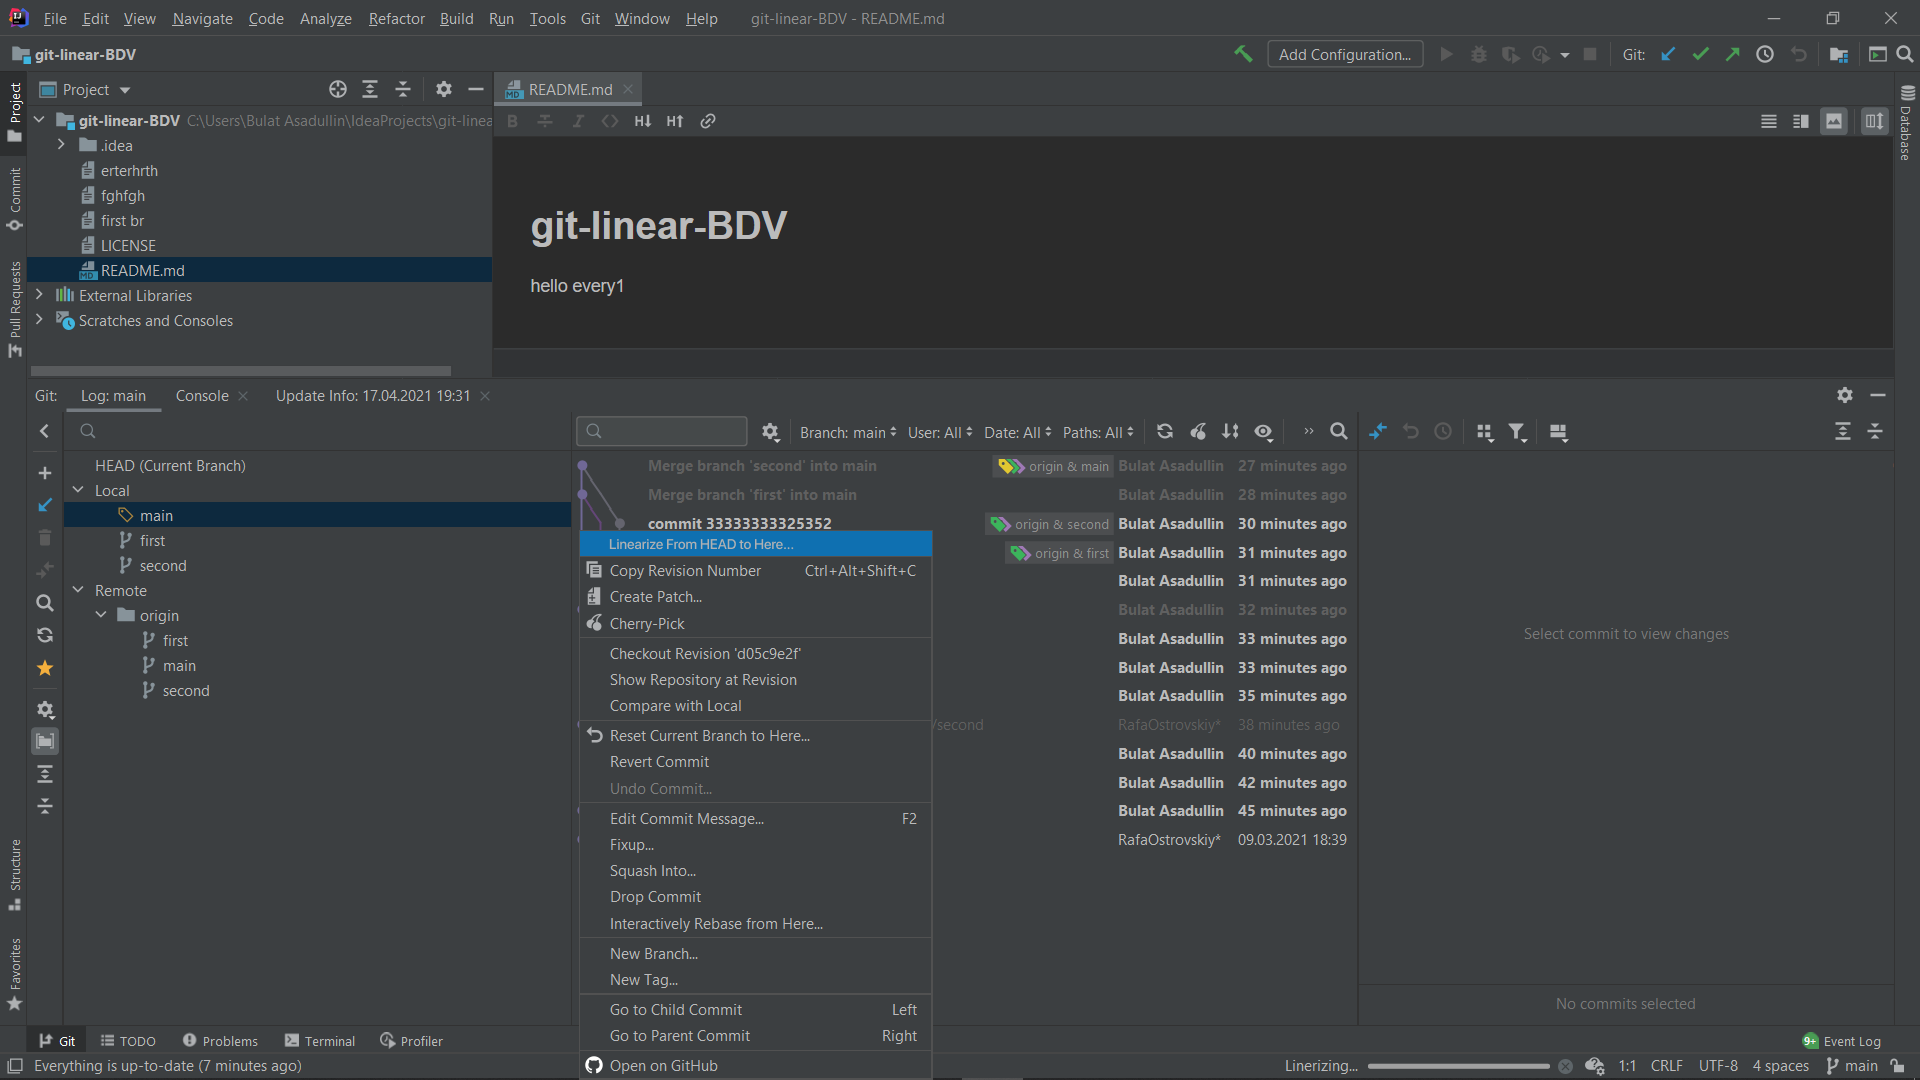 File Edit View Navigate Code Analyze Refactor Build Run Tools Git Window Help git-linear-BDV - README.md
git-linear-BDV
Add Configuration...
Git:
Project
Commit
Pull Requests
Structure
Favorites
Project
git-linear-BDV C:\Users\Bulat Asadullin\IdeaProjects\git-linea
.idea
erterhrth
fghfgh
first br
LICENSE
README.md
External Libraries
Scratches and Consoles
README.md
B I H↓ H↑
git-linear-BDV
hello every1
Database
Git: Log: main Console Update Info: 17.04.2021 19:31
HEAD (Current Branch)
Local
main
first
second
Remote
origin
first
main
second
Branch: main User: All Date: All Paths: All
Merge branch 'second' into main origin & main Bulat Asadullin 27 minutes ago
Merge branch 'first' into main Bulat Asadullin 28 minutes ago
commit 33333333325352 origin & second Bulat Asadullin 30 minutes ago
origin & first Bulat Asadullin 31 minutes ago
Bulat Asadullin 31 minutes ago
Bulat Asadullin 32 minutes ago
Bulat Asadullin 33 minutes ago
Bulat Asadullin 33 minutes ago
Bulat Asadullin 35 minutes ago
/second RafaOstrovskiy* 38 minutes ago
Bulat Asadullin 40 minutes ago
Bulat Asadullin 42 minutes ago
Bulat Asadullin 45 minutes ago
RafaOstrovskiy* 09.03.2021 18:39
Linearize From HEAD to Here...
Copy Revision Number Ctrl+Alt+Shift+C
Create Patch...
Cherry-Pick
Checkout Revision 'd05c9e2f'
Show Repository at Revision
Compare with Local
Reset Current Branch to Here...
Revert Commit
Undo Commit...
Edit Commit Message... F2
Fixup...
Squash Into...
Drop Commit
Interactively Rebase from Here...
New Branch...
New Tag...
Go to Child Commit Left
Go to Parent Commit Right
Open on GitHub
Select commit to view changes
No commits selected
Git TODO Problems Terminal Profiler
9+ Event Log
Everything is up-to-date (7 minutes ago)
Linerizing... 1:1 CRLF UTF-8 4 spaces main